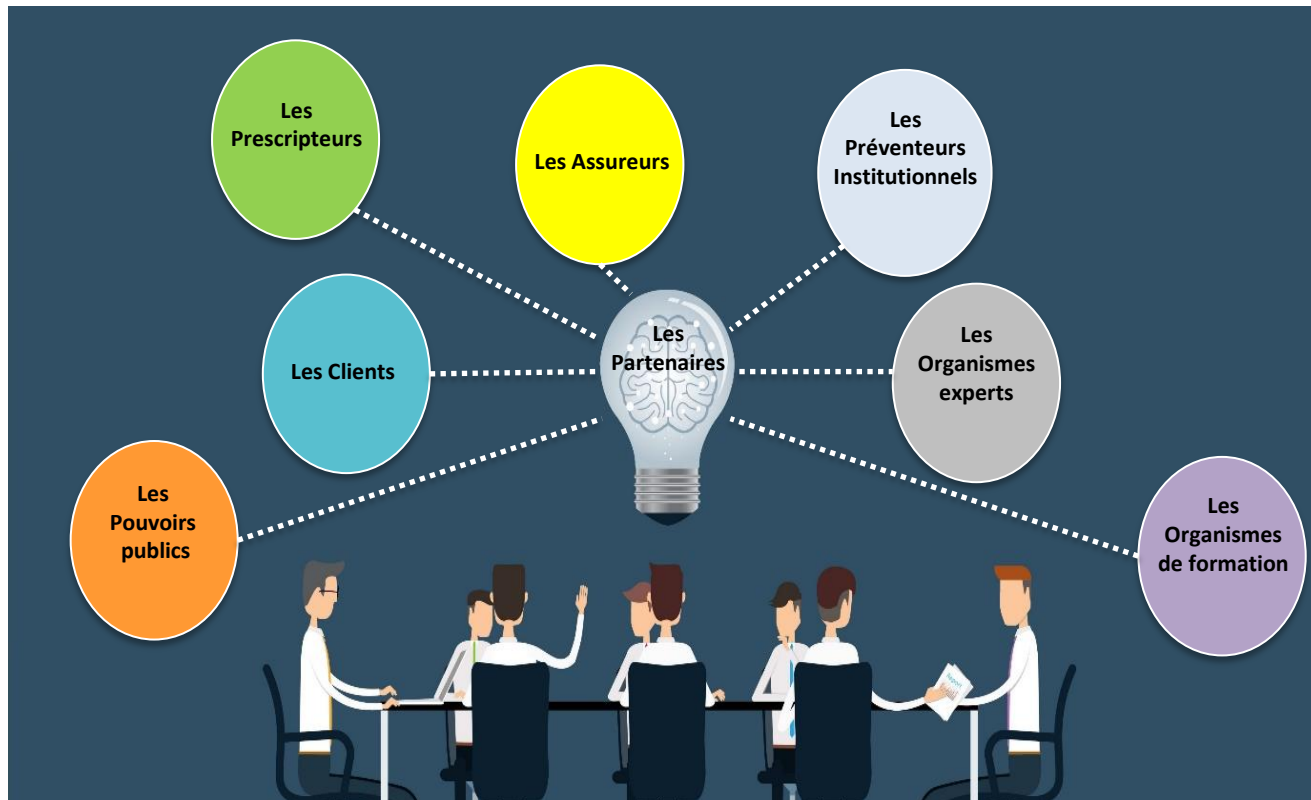 Les
Prescripteurs
Les Assureurs
Les
Préventeurs
Institutionnels
Les
Partenaires
Les Clients
Les
Organismes
experts
Les
Pouvoirs
publics
Les
Organismes
de formation
Report